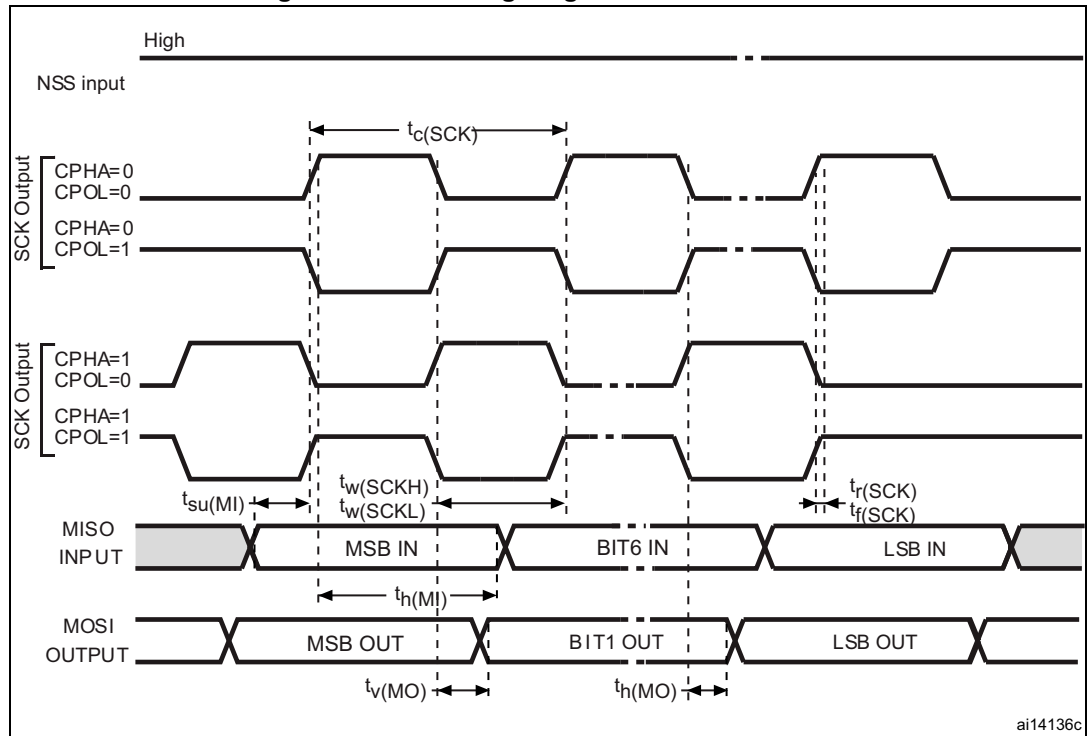 High
NSS input
tc(SCK)
SCK Output
CPHA=0
CPOL=0
CPHA=0
CPOL=1
SCK Output
CPHA=1
CPOL=0
CPHA=1
CPOL=1
tsu(MI)
tw(SCKH)
tw(SCKL)
tr(SCK)
tf(SCK)
MISO
INPUT
MSB IN
BIT6 IN
LSB IN
th(MI)
MOSI
OUTPUT
MSB OUT
BIT1 OUT
LSB OUT
tv(MO)
th(MO)
ai14136c